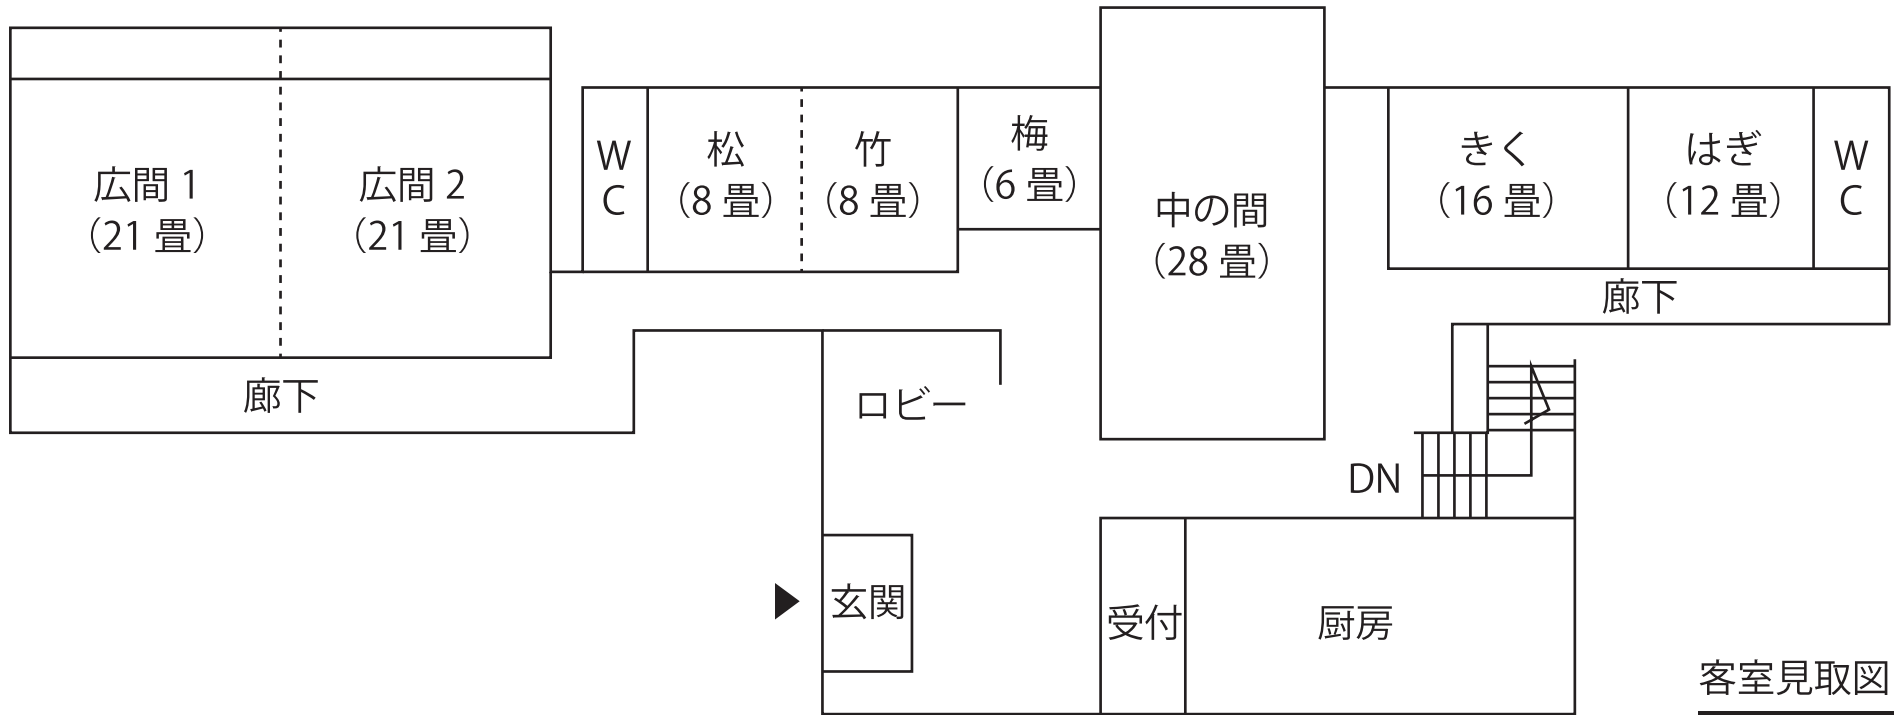 広間 1
（21 畳）
広間 2
（21 畳）
廊下
W
C
松
（8 畳）
竹
（8 畳）
梅
（6 畳）
中の間
（28 畳）
きく
（16 畳）
はぎ
（12 畳）
W
C
廊下
ロビー
DN
玄関
受付
厨房
客室見取図